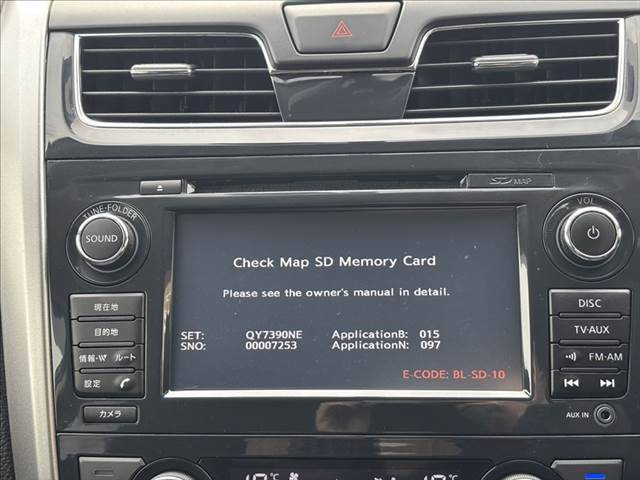 SD MAP
TUNE·FOLDER
SOUND
VOL
Check Map SD Memory Card
Please see the owner's manual in detail.
SET: QY7390NE ApplicationB: 015
SNO: 00007253 ApplicationN: 097
E-CODE: BL-SD-10
現在地
目的地
情報·VV ルート
設定
カメラ
DISC
TV·AUX
FM·AM
AUX IN